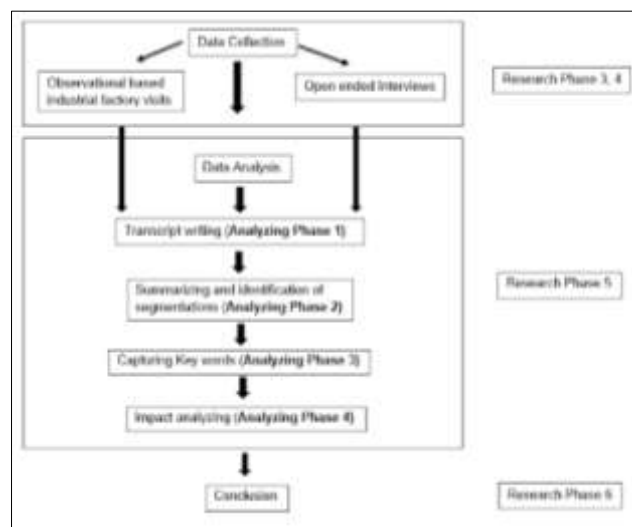 Data Collection
Observational based
industrial factory visits
Open ended Interviews
Research Phase 3, 4
Data Analysis
Transcript writing (Analyzing Phase 1)
Summarizing and identification of
segmentations (Analyzing Phase 2)
Research Phase 5
Capturing Key words (Analyzing Phase 3)
Impact analyzing (Analyzing Phase 4)
Conclusion
Research Phase 6